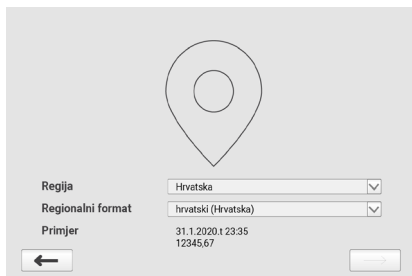 Regija Hrvatska
Regionalni format hrvatski (Hrvatska)
Primjer 31.1.2020.t 23:35
12345,67